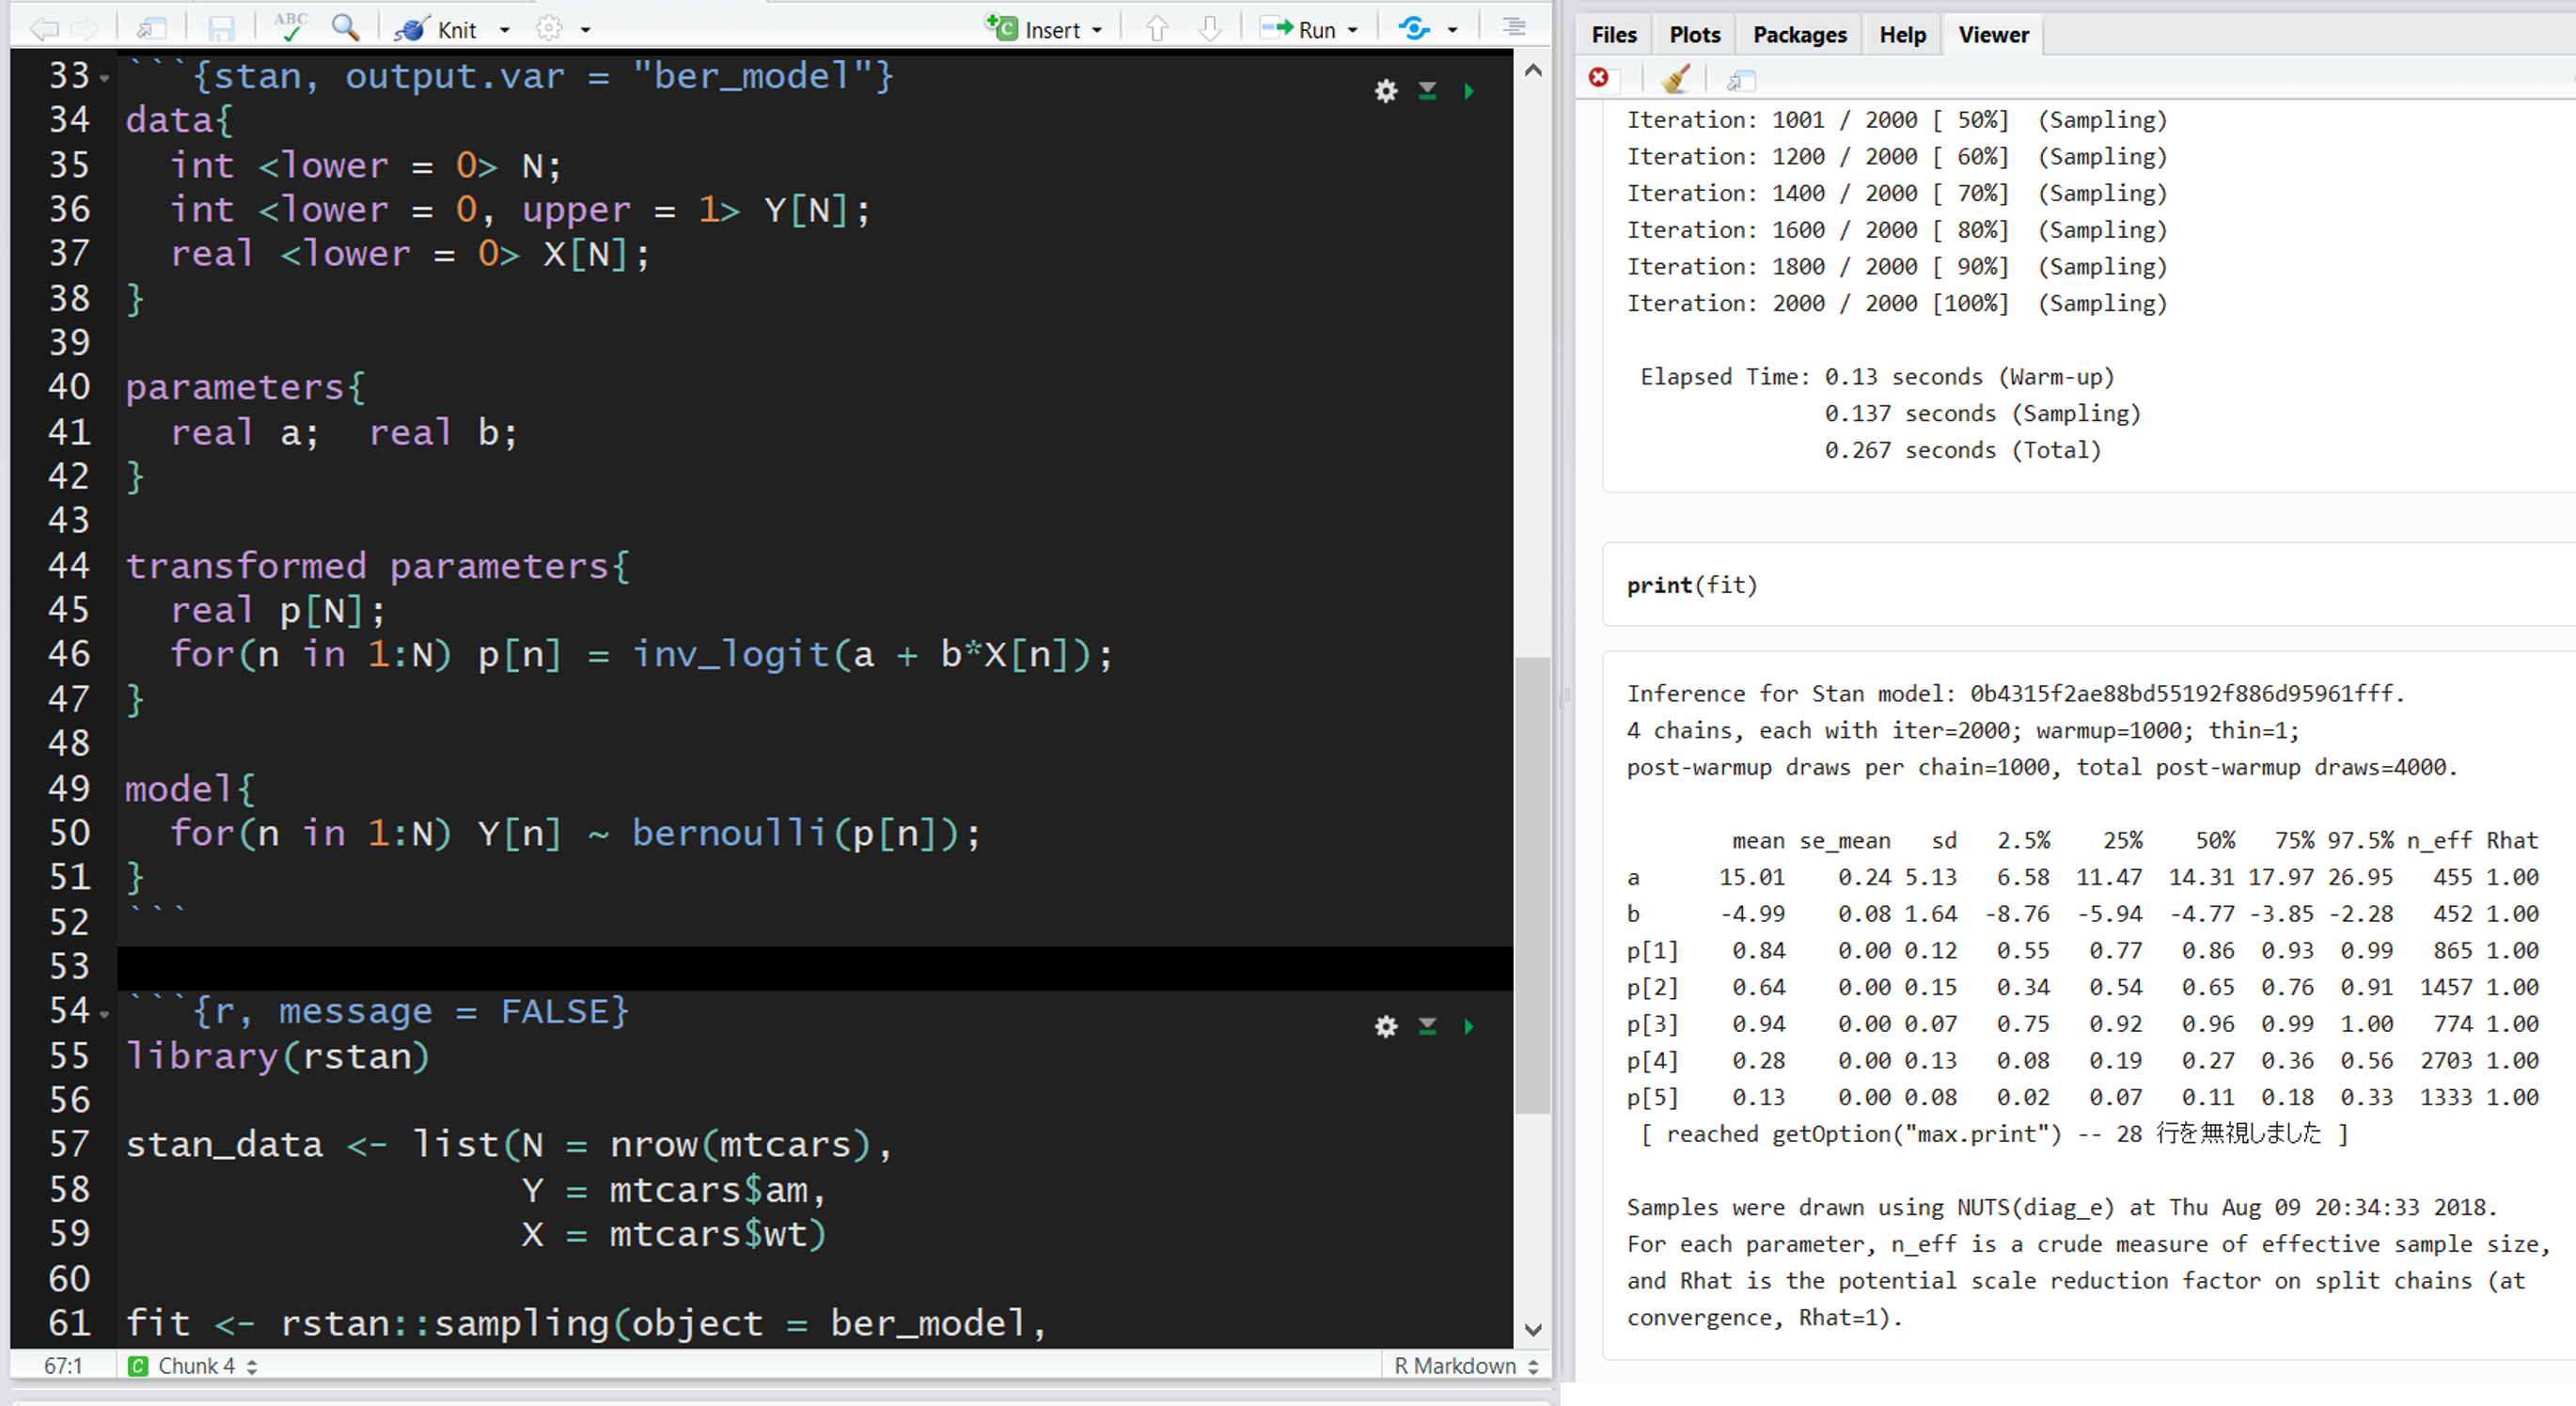 Knit
Insert
Run
33 ```{stan, output.var = "ber_model"}
34 data{
35   int <lower = 0> N;
36   int <lower = 0, upper = 1> Y[N];
37   real <lower = 0> X[N];
38 }
39
40 parameters{
41   real a;  real b;
42 }
43
44 transformed parameters{
45   real p[N];
46   for(n in 1:N) p[n] = inv_logit(a + b*X[n]);
47 }
48
49 model{
50   for(n in 1:N) Y[n] ~ bernoulli(p[n]);
51 }
52 ```
53
54 ```{r, message = FALSE}
55 library(rstan)
56
57 stan_data <- list(N = nrow(mtcars),
58                   Y = mtcars$am,
59                   X = mtcars$wt)
60
61 fit <- rstan::sampling(object = ber_model,
67:1 C Chunk 4 R Markdown
Files Plots Packages Help Viewer
Iteration: 1001 / 2000 [ 50%]  (Sampling)
Iteration: 1200 / 2000 [ 60%]  (Sampling)
Iteration: 1400 / 2000 [ 70%]  (Sampling)
Iteration: 1600 / 2000 [ 80%]  (Sampling)
Iteration: 1800 / 2000 [ 90%]  (Sampling)
Iteration: 2000 / 2000 [100%]  (Sampling)
Elapsed Time: 0.13 seconds (Warm-up)
0.137 seconds (Sampling)
0.267 seconds (Total)
print(fit)
Inference for Stan model: 0b4315f2ae88bd55192f886d95961fff.
4 chains, each with iter=2000; warmup=1000; thin=1;
post-warmup draws per chain=1000, total post-warmup draws=4000.
mean se_mean sd 2.5% 25% 50% 75% 97.5% n_eff Rhat
a 15.01 0.24 5.13 6.58 11.47 14.31 17.97 26.95 455 1.00
b -4.99 0.08 1.64 -8.76 -5.94 -4.77 -3.85 -2.28 452 1.00
p[1] 0.84 0.00 0.12 0.55 0.77 0.86 0.93 0.99 865 1.00
p[2] 0.64 0.00 0.15 0.34 0.54 0.65 0.76 0.91 1457 1.00
p[3] 0.94 0.00 0.07 0.75 0.92 0.96 0.99 1.00 774 1.00
p[4] 0.28 0.00 0.13 0.08 0.19 0.27 0.36 0.56 2703 1.00
p[5] 0.13 0.00 0.08 0.02 0.07 0.11 0.18 0.33 1333 1.00
[ reached getOption("max.print") -- 28 行を無視しました ]
Samples were drawn using NUTS(diag_e) at Thu Aug 09 20:34:33 2018.
For each parameter, n_eff is a crude measure of effective sample size,
and Rhat is the potential scale reduction factor on split chains (at
convergence, Rhat=1).